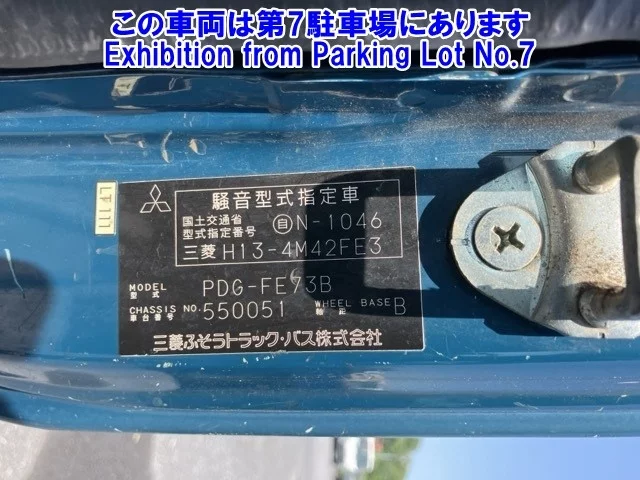 この車両は第7駐車場にあります
Exhibition from Parking Lot No.7
LF111
騒音型式指定車
国土交通省
型式指定番号 自N-1046
三菱 H13-4M42FE3
MODEL
型式 PDG-FE73B
CHASSIS NO. 550051 WHEEL BASE B
車台番号 軸距
三菱ふそうトラック・バス株式会社